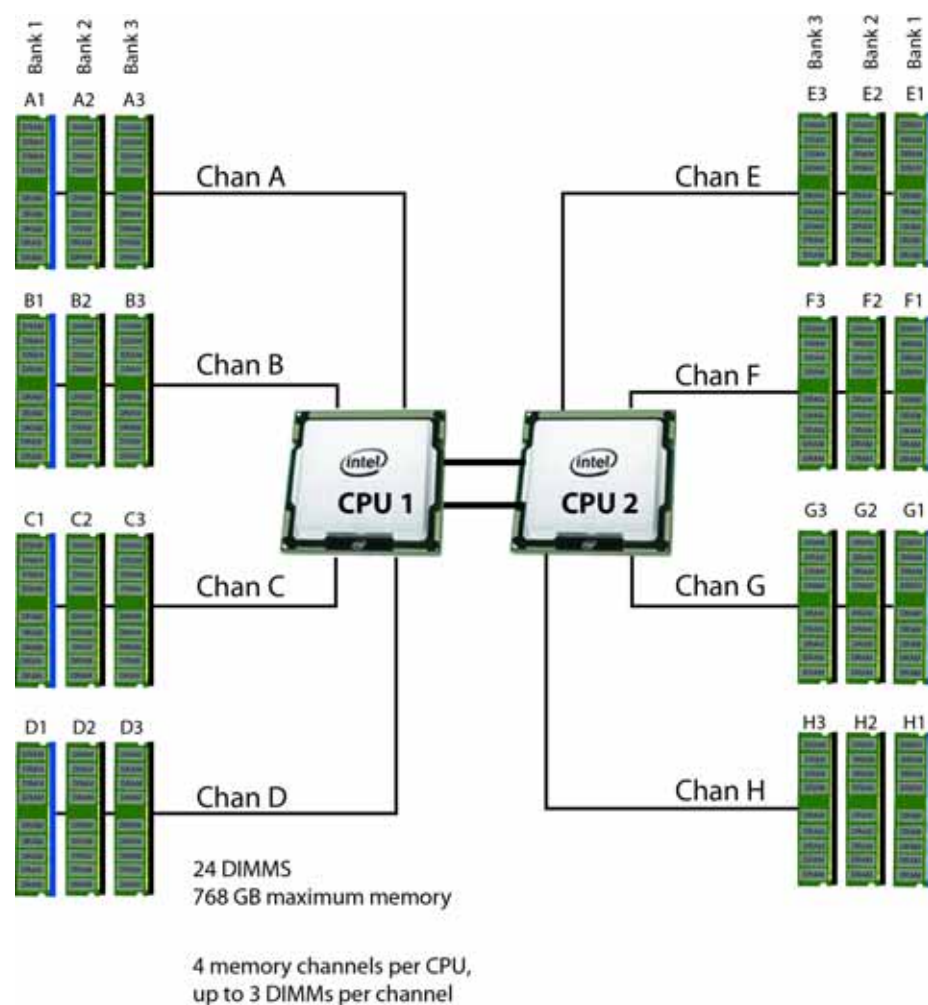 Bank 1
Bank 2
Bank 3
Bank 3
Bank 2
Bank 1
A1 A2 A3
E3 E2 E1
Chan A
Chan E
B1 B2 B3
F3 F2 F1
Chan B
Chan F
intel
CPU 1
intel
CPU 2
C1 C2 C3
G3 G2 G1
Chan C
Chan G
D1 D2 D3
H3 H2 H1
Chan D
Chan H
24 DIMMS
768 GB maximum memory
4 memory channels per CPU,
up to 3 DIMMs per channel